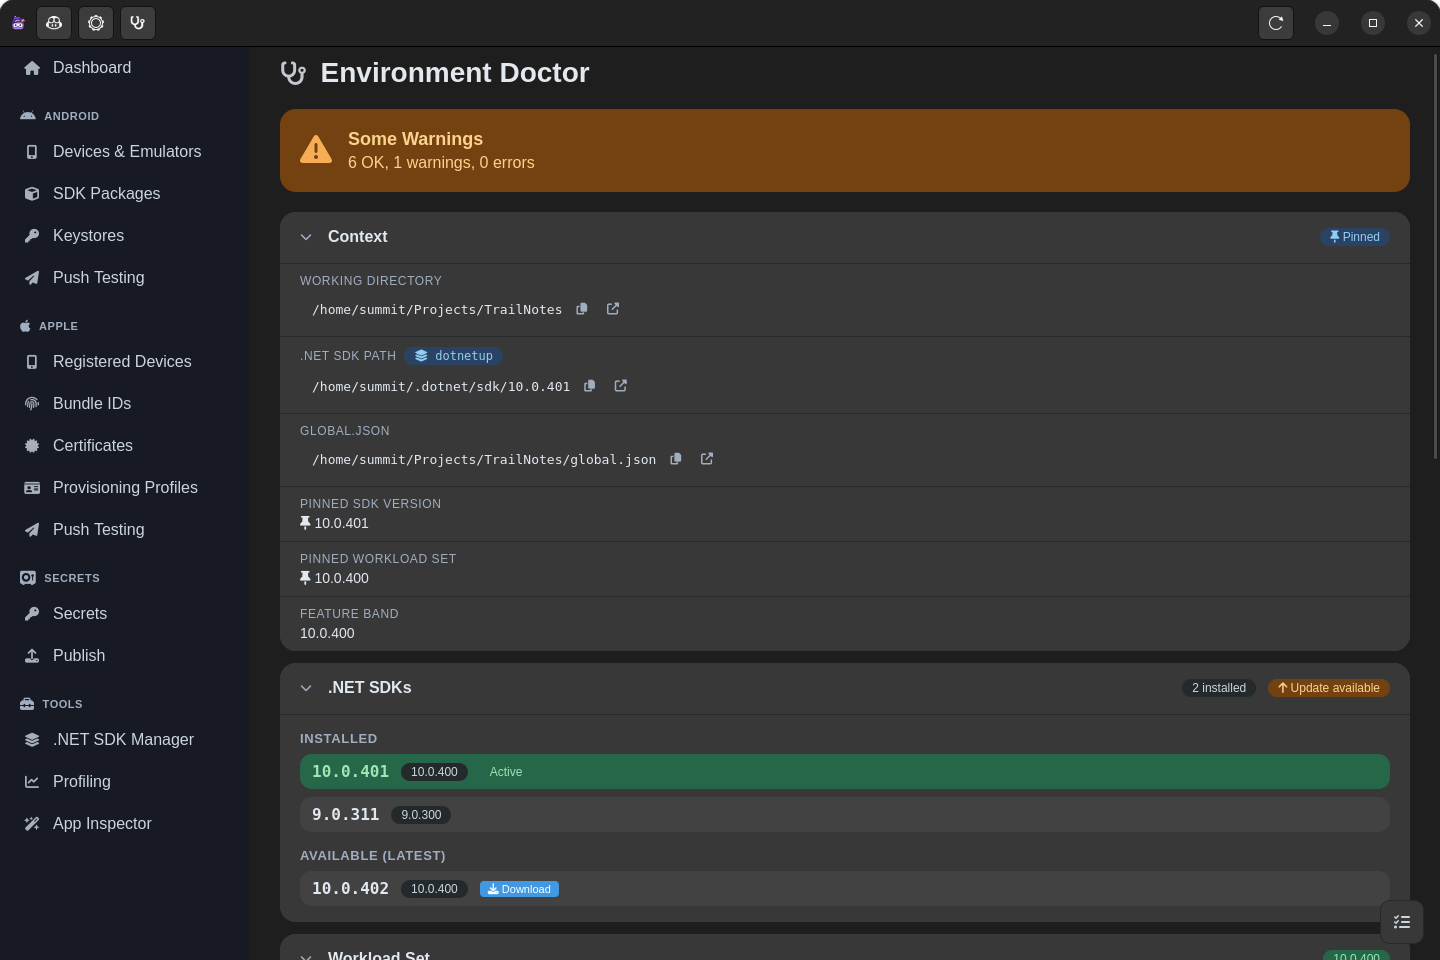 Dashboard
ANDROID
Devices & Emulators
SDK Packages
Keystores
Push Testing
APPLE
Registered Devices
Bundle IDs
Certificates
Provisioning Profiles
Push Testing
SECRETS
Secrets
Publish
TOOLS
.NET SDK Manager
Profiling
App Inspector
Environment Doctor
Some Warnings
6 OK, 1 warnings, 0 errors
Context
Pinned
WORKING DIRECTORY
/home/summit/Projects/TrailNotes
.NET SDK PATH dotnetup
/home/summit/.dotnet/sdk/10.0.401
GLOBAL.JSON
/home/summit/Projects/TrailNotes/global.json
PINNED SDK VERSION
10.0.401
PINNED WORKLOAD SET
10.0.400
FEATURE BAND
10.0.400
.NET SDKs
2 installed Update available
INSTALLED
10.0.401 10.0.400 Active
9.0.311 9.0.300
AVAILABLE (LATEST)
10.0.402 10.0.400 Download
Workload Set
10.0.400